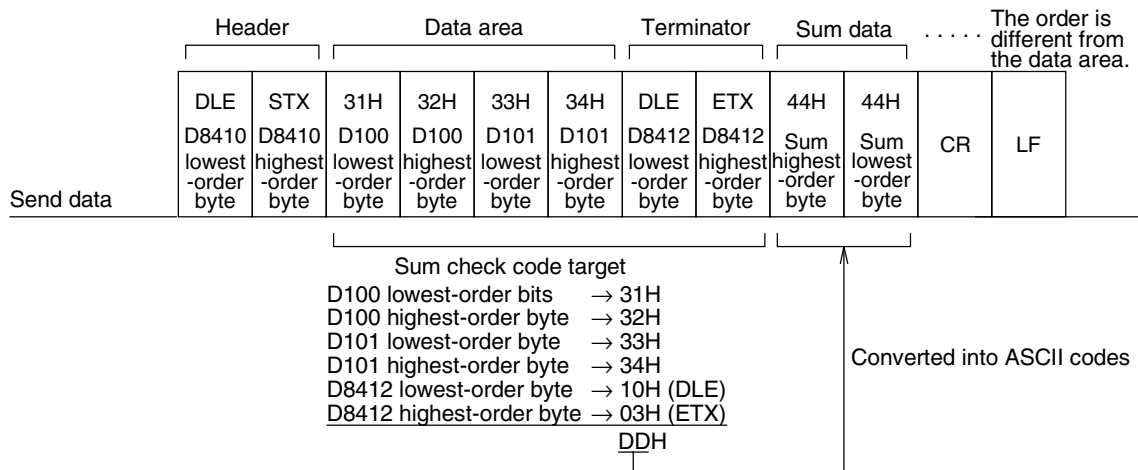 Header
Data area
Terminator
Sum data
. . . . . The order is
different from
the data area.
DLE STX 31H 32H 33H 34H DLE ETX 44H 44H CR LF
D8410 lowest-order byte
D8410 highest-order byte
D100 lowest-order byte
D100 highest-order byte
D101 lowest-order byte
D101 highest-order byte
D8412 lowest-order byte
D8412 highest-order byte
Sum highest-order byte
Sum lowest-order byte
Send data
Sum check code target
D100 lowest-order bits → 31H
D100 highest-order byte → 32H
D101 lowest-order byte → 33H
D101 highest-order byte → 34H
D8412 lowest-order byte → 10H (DLE)
D8412 highest-order byte → 03H (ETX)
DDH
Converted into ASCII codes